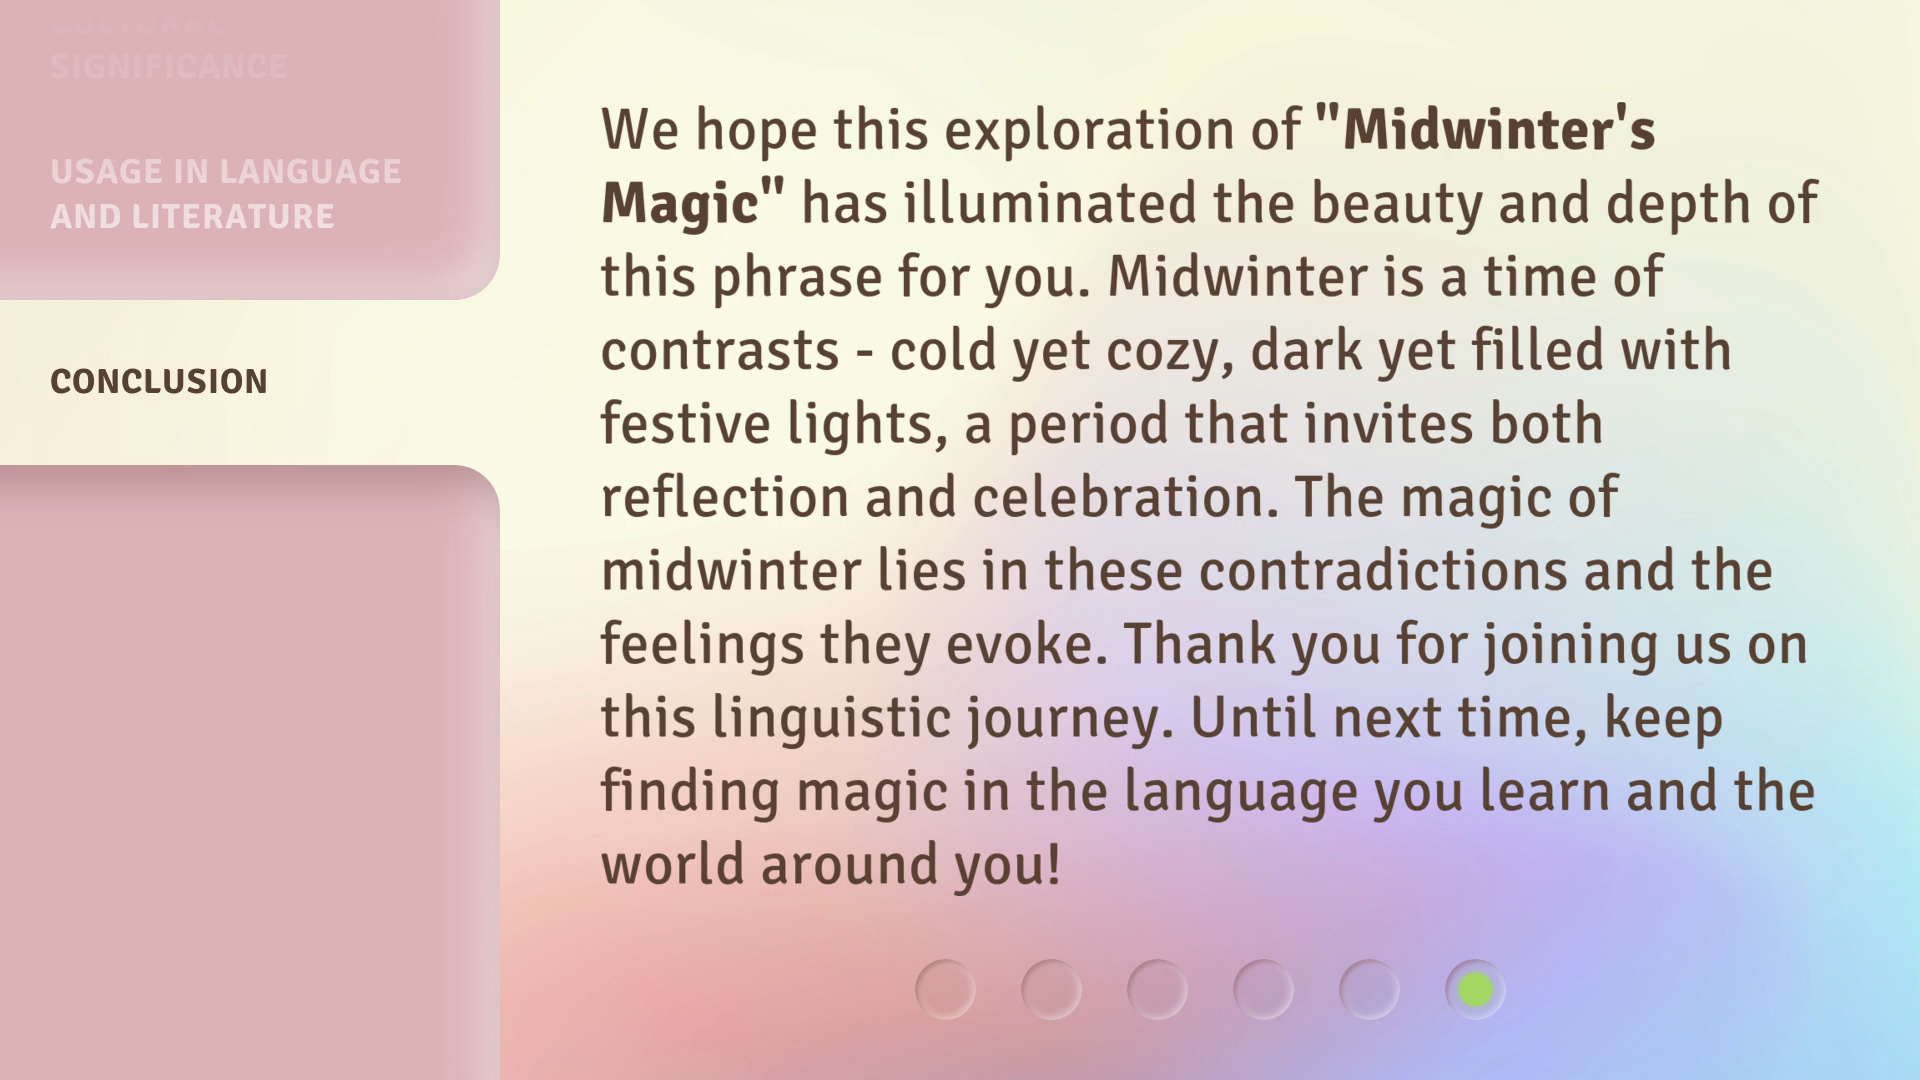 CULTURAL
SIGNIFICANCE
USAGE IN LANGUAGE
AND LITERATURE
CONCLUSION
We hope this exploration of "Midwinter's
Magic" has illuminated the beauty and depth of
this phrase for you. Midwinter is a time of
contrasts - cold yet cozy, dark yet filled with
festive lights, a period that invites both
reflection and celebration. The magic of
midwinter lies in these contradictions and the
feelings they evoke. Thank you for joining us on
this linguistic journey. Until next time, keep
finding magic in the language you learn and the
world around you!